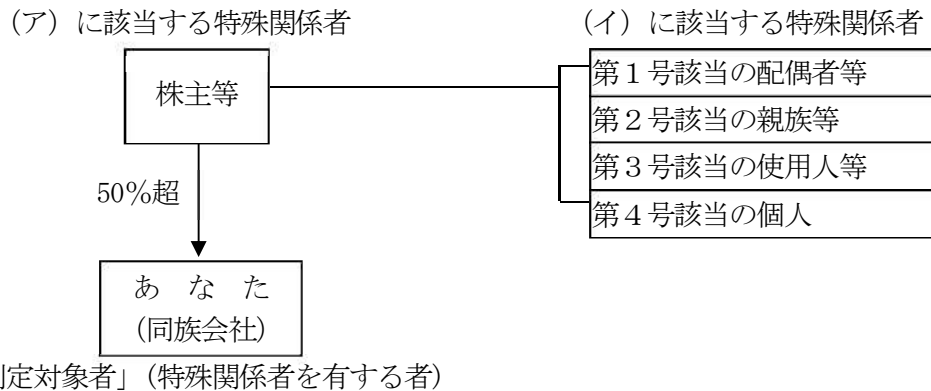 （ア）に該当する特殊関係者
（イ）に該当する特殊関係者
株主等
第１号該当の配偶者等
第２号該当の親族等
第３号該当の使用人等
第４号該当の個人
50％超
あ な た
（同族会社）
定対象者」（特殊関係者を有する者）